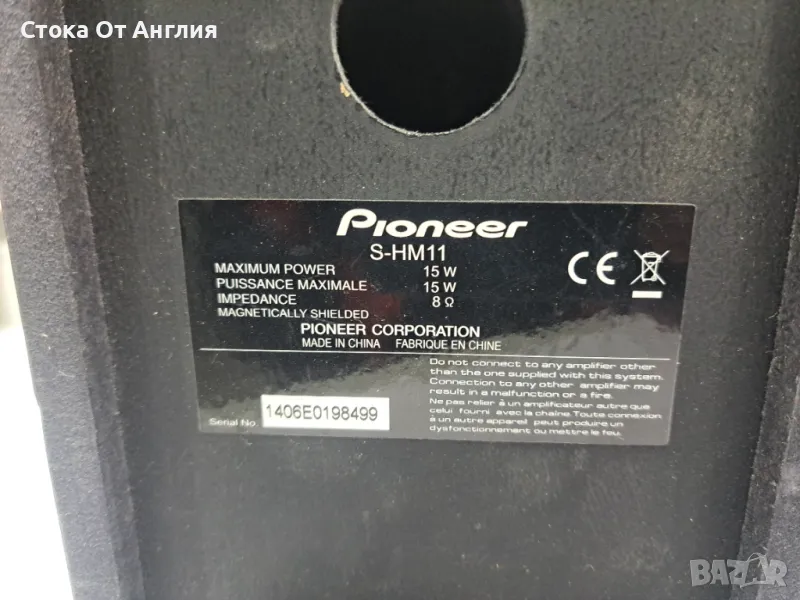 Стока От Англия
Pioneer
S-HM11
MAXIMUM POWER 15 W
PUISSANCE MAXIMALE 15 W
IMPEDANCE 8 Ω
MAGNETICALLY SHIELDED
PIONEER CORPORATION
MADE IN CHINA FABRIQUE EN CHINE
CE
Do not connect to any amplifier other
than the one supplied with this system.
Connection to any other amplifier may
result in a malfunction or a fire.
Ne pas relier à un amplificateur autre que
celui fourni avec la chaîne. Toute connexion
à un autre appareil peut produire un
dysfonctionnement ou mettre le feu.
Serial No. 1406E0198499
BAZAR